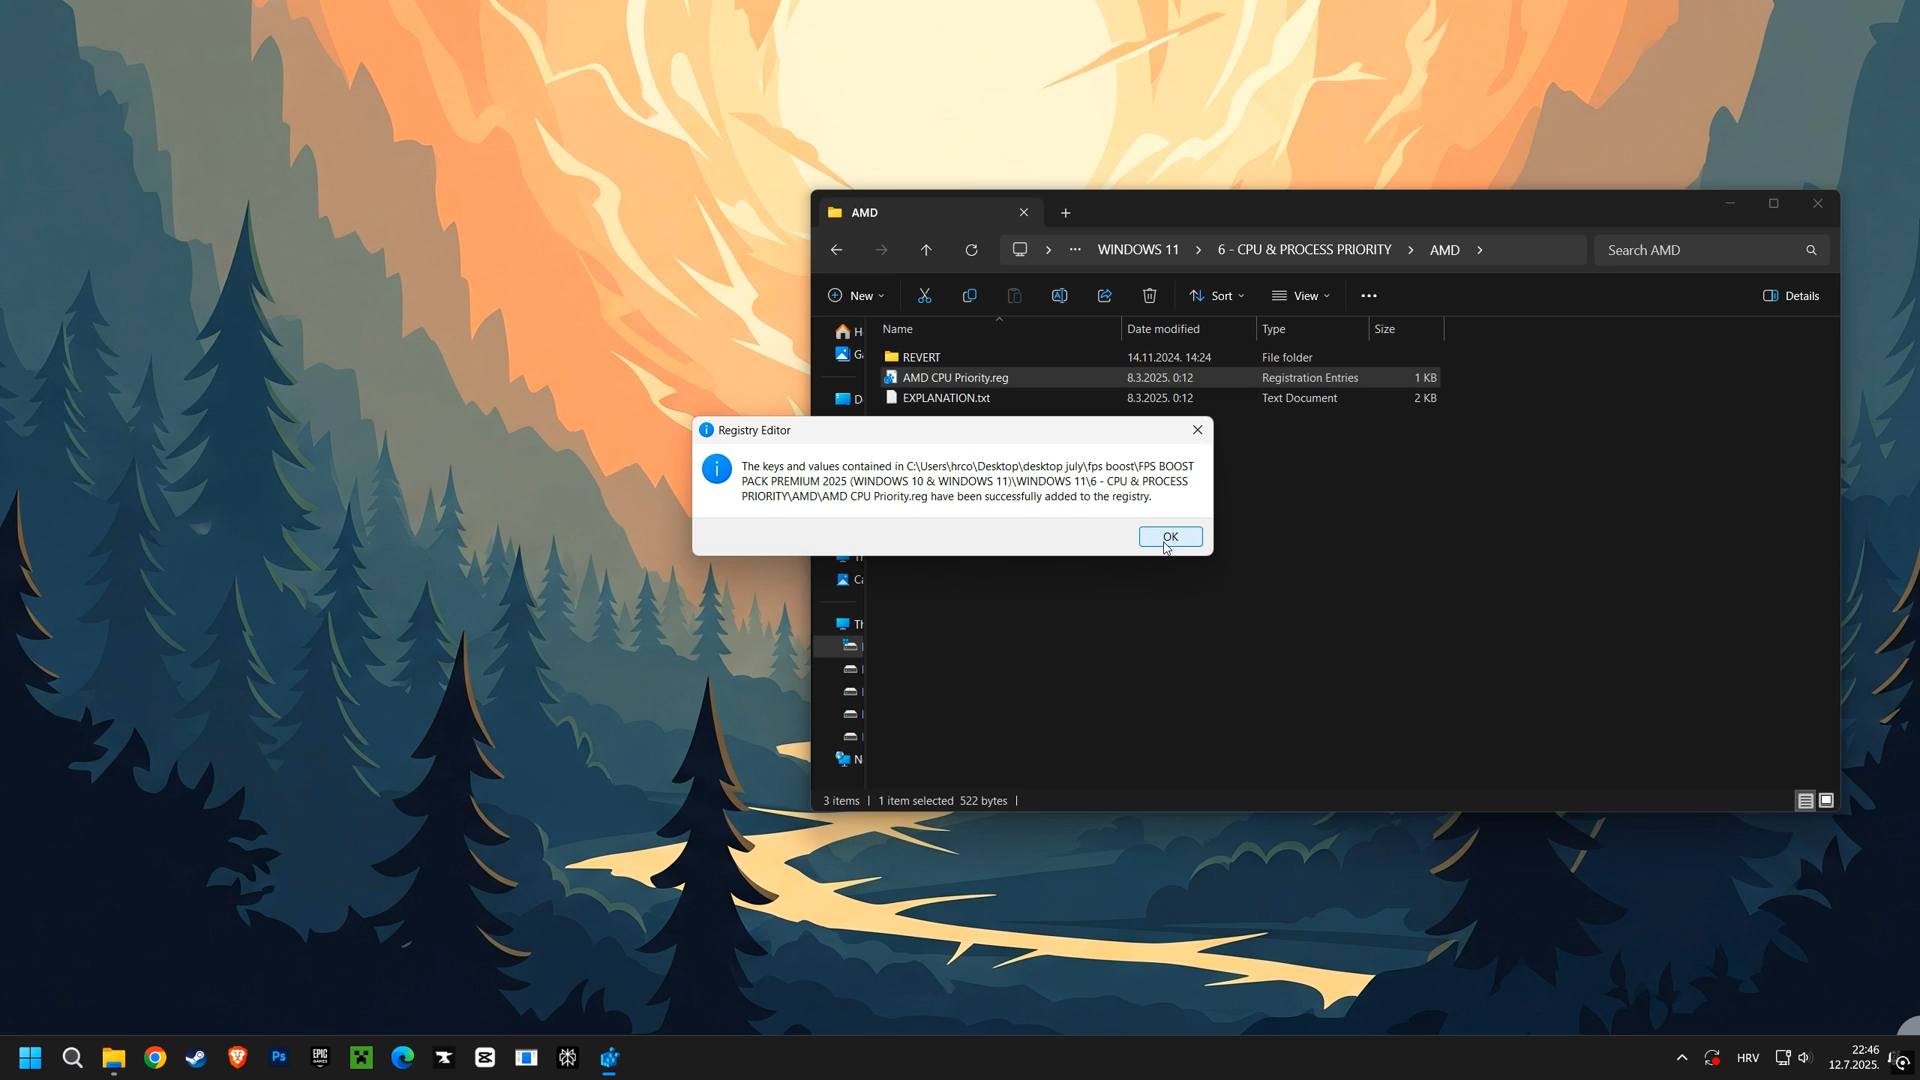 AMD
WINDOWS 11
6 - CPU & PROCESS PRIORITY
AMD
Search AMD
New
Sort
View
Details
Name
Date modified
Type
Size
REVERT
14.11.2024. 14:24
File folder
AMD CPU Priority.reg
8.3.2025. 0:12
Registration Entries
1 KB
EXPLANATION.txt
8.3.2025. 0:12
Text Document
2 KB
Registry Editor
The keys and values contained in C:\Users\hrco\Desktop\desktop july\fps boost\FPS BOOST
PACK PREMIUM 2025 (WINDOWS 10 & WINDOWS 11)\WINDOWS 11\6 - CPU & PROCESS
PRIORITY\AMD\AMD CPU Priority.reg have been successfully added to the registry.
OK
3 items
1 item selected 522 bytes
Ps
EPIC
GAMES
HRV
22:46
12.7.2025.